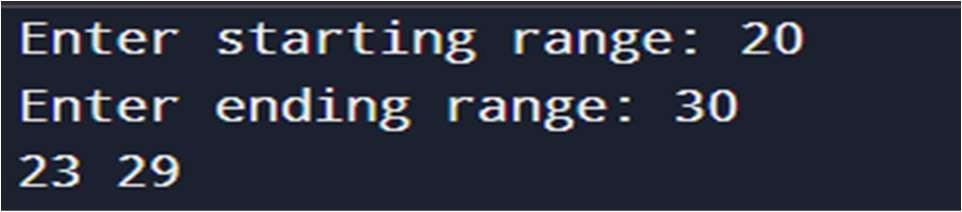 Enter starting range: 20
Enter ending range: 30
23 29